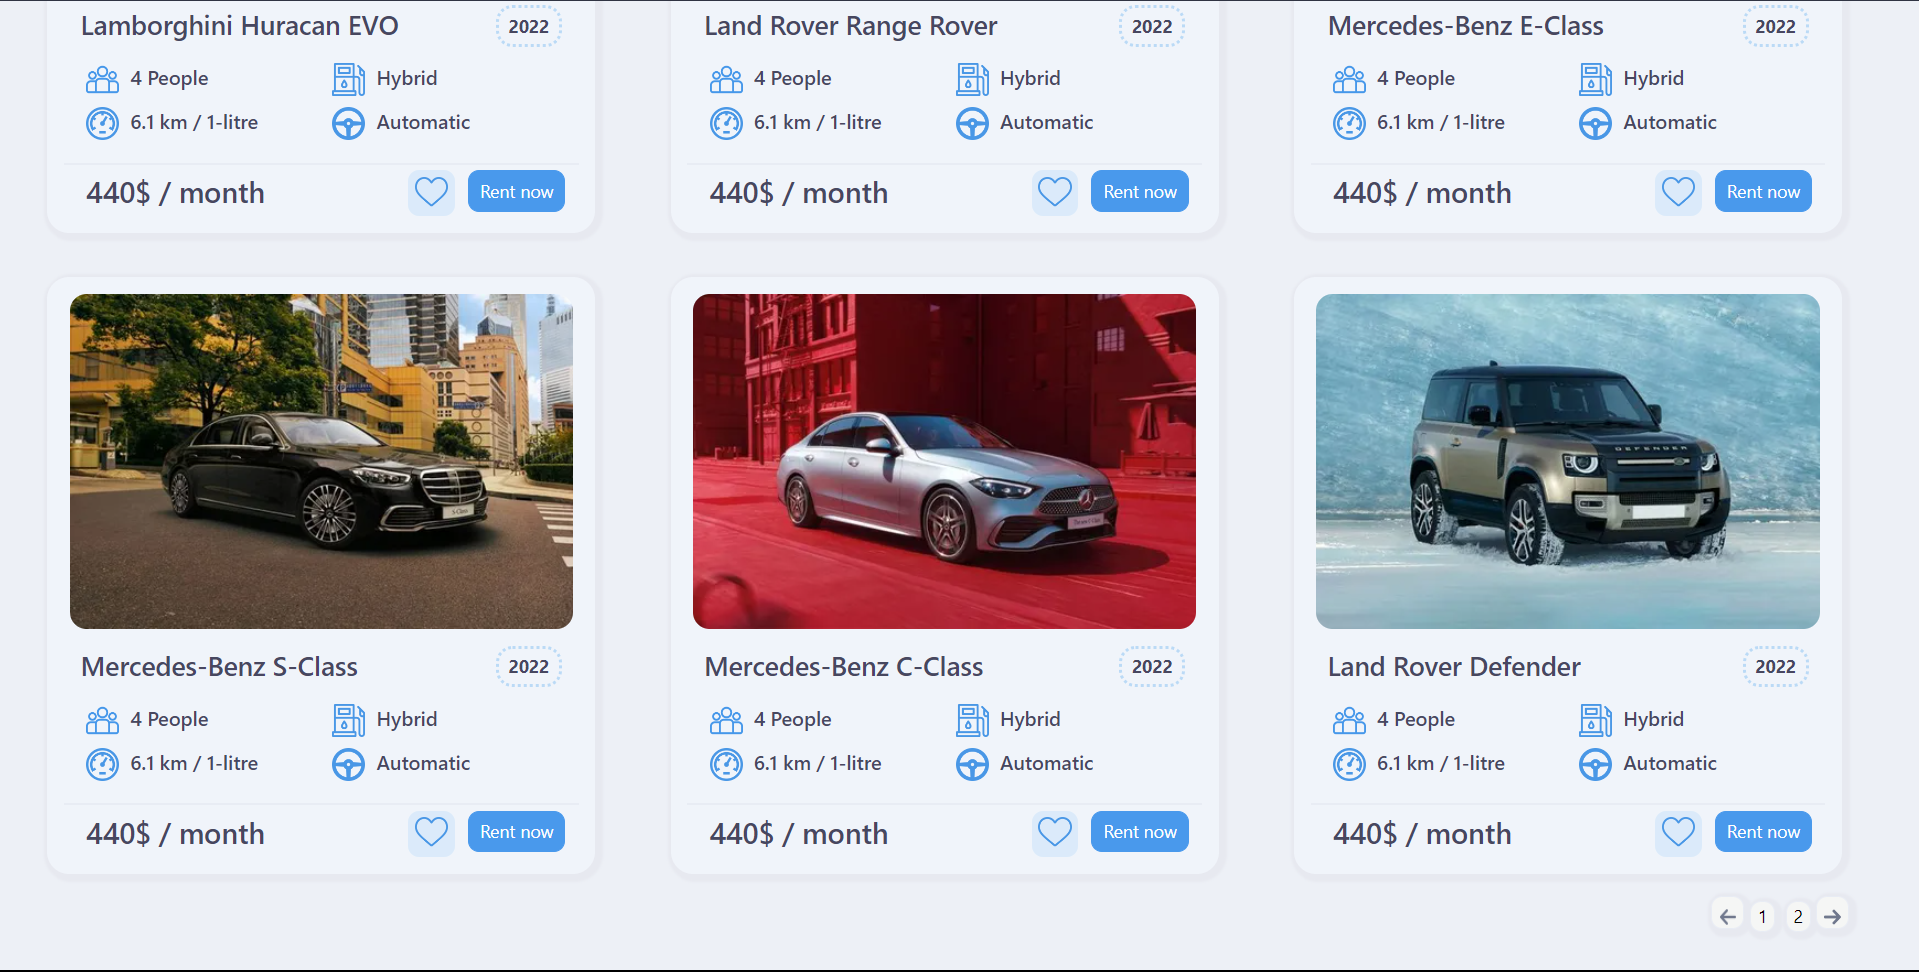 Lamborghini Huracan EVO 2022
Land Rover Range Rover 2022
Mercedes-Benz E-Class 2022
4 People Hybrid
4 People Hybrid
4 People Hybrid
6.1 km / 1-litre Automatic
6.1 km / 1-litre Automatic
6.1 km / 1-litre Automatic
440$ / month Rent now
440$ / month Rent now
440$ / month Rent now
S-Class
DEFENDER
Mercedes-Benz S-Class 2022
Mercedes-Benz C-Class 2022
Land Rover Defender 2022
4 People Hybrid
4 People Hybrid
4 People Hybrid
6.1 km / 1-litre Automatic
6.1 km / 1-litre Automatic
6.1 km / 1-litre Automatic
440$ / month Rent now
440$ / month Rent now
440$ / month Rent now
1 2